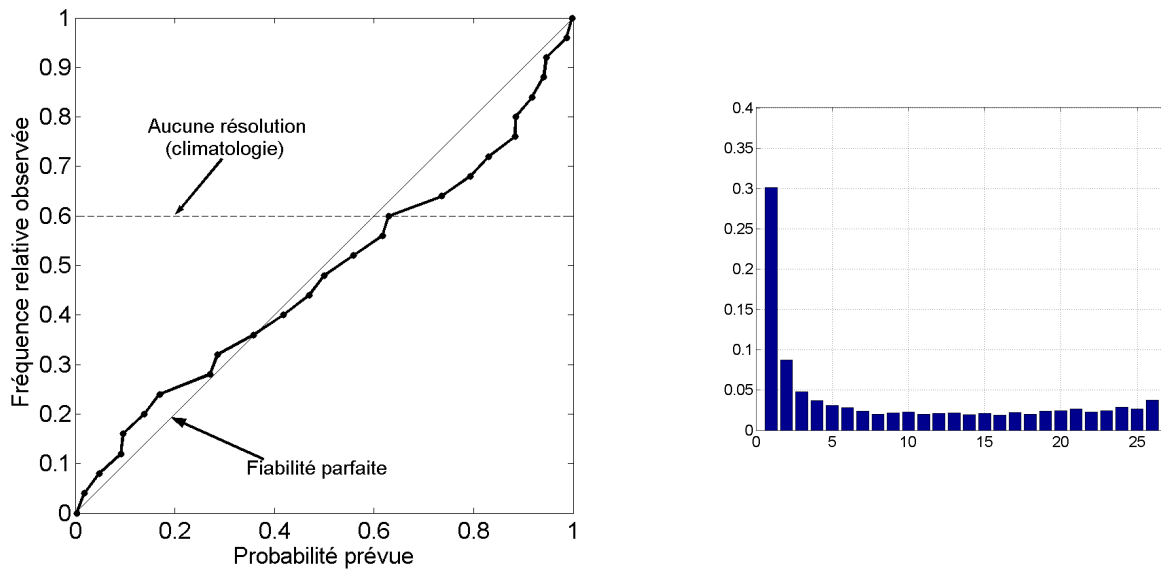 1
0.9
0.8
0.7
0.6
0.5
0.4
0.3
0.2
0.1
0
Fréquence relative observée
Aucune résolution
(climatologie)
Fiabilité parfaite
0 0.2 0.4 0.6 0.8 1
Probabilité prévue
0.4
0.35
0.3
0.25
0.2
0.15
0.1
0.05
0
0 5 10 15 20 25